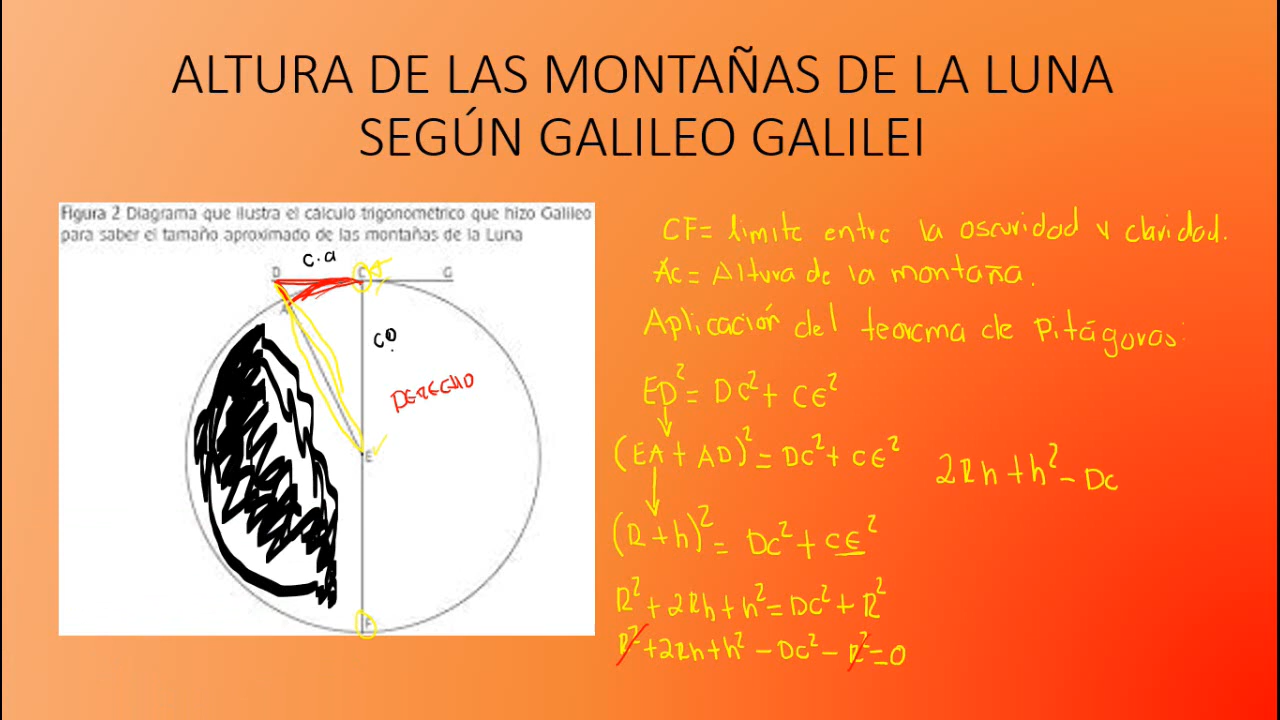 ALTURA DE LAS MONTAÑAS DE LA LUNA
SEGÚN GALILEO GALILEI
Figura 2 Diagrama que ilustra el cálculo trigonométrico que hizo Galileo
para saber el tamaño aproximado de las montañas de la Luna
c.a
D C G
A
co
DERECHO
E
F
CF= limite entre la oscuridad y claridad.
Ac= Altura de la montaña.
Aplicación del teorema de Pitágoras:
ED²= DC²+ CE²
(EA+ AD)²= DC²+ CE²
2Rh+h²- DC
(R+h)²= DC²+ CE²
R²+2Rh+h²=DC²+R²
R²+2Rh+h²-DC²-R²=0